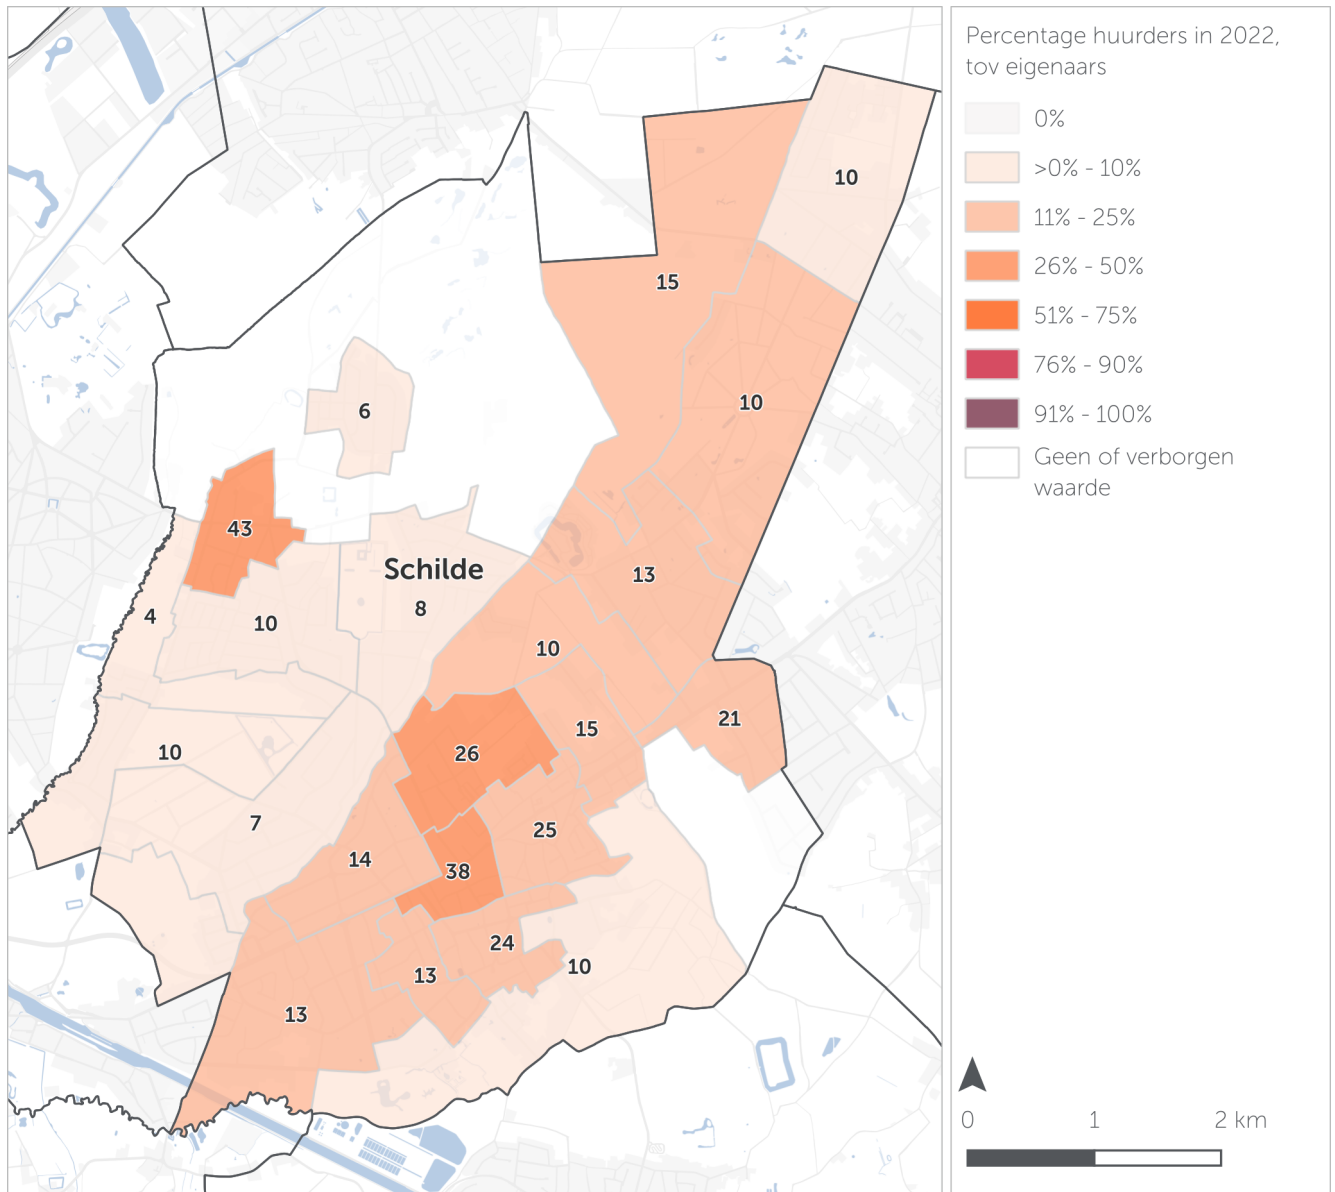 Percentage huurders in 2022,
tov eigenaars
0%
>0% - 10%
11% - 25%
26% - 50%
51% - 75%
76% - 90%
91% - 100%
Geen of verborgen
waarde
10
15
10
6
43
Schilde
13
4
10
8
10
21
15
10
26
7
25
14
38
24
10
13
13
0 1 2 km